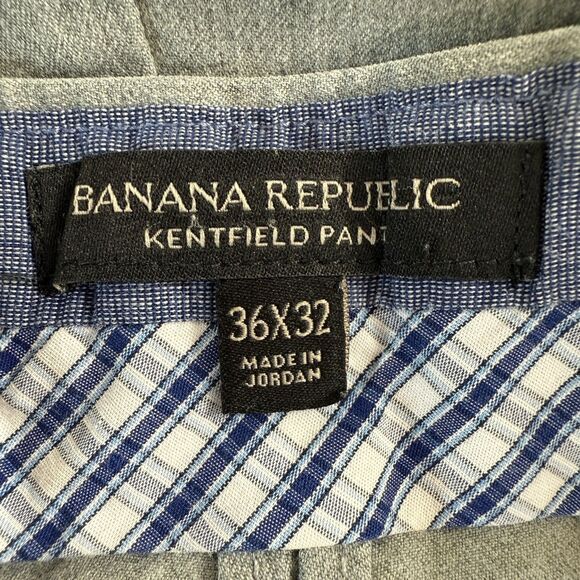 BANANA REPUBLIC
KENTFIELD PANT
36X32
MADE IN
JORDAN